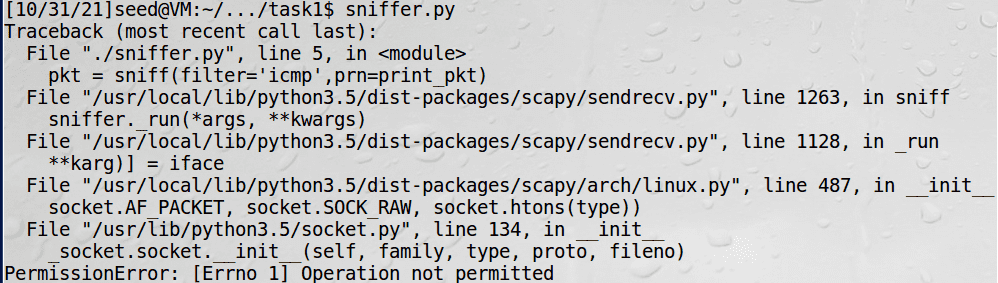 [10/31/21]seed@VM:~/.../task1$ sniffer.py
Traceback (most recent call last):
  File "./sniffer.py", line 5, in <module>
    pkt = sniff(filter='icmp',prn=print_pkt)
  File "/usr/local/lib/python3.5/dist-packages/scapy/sendrecv.py", line 1263, in sniff
    sniffer._run(*args, **kwargs)
  File "/usr/local/lib/python3.5/dist-packages/scapy/sendrecv.py", line 1128, in _run
    **karg)] = iface
  File "/usr/local/lib/python3.5/dist-packages/scapy/arch/linux.py", line 487, in __init__
    socket.AF_PACKET, socket.SOCK_RAW, socket.htons(type))
  File "/usr/lib/python3.5/socket.py", line 134, in __init__
    _socket.socket.__init__(self, family, type, proto, fileno)
PermissionError: [Errno 1] Operation not permitted